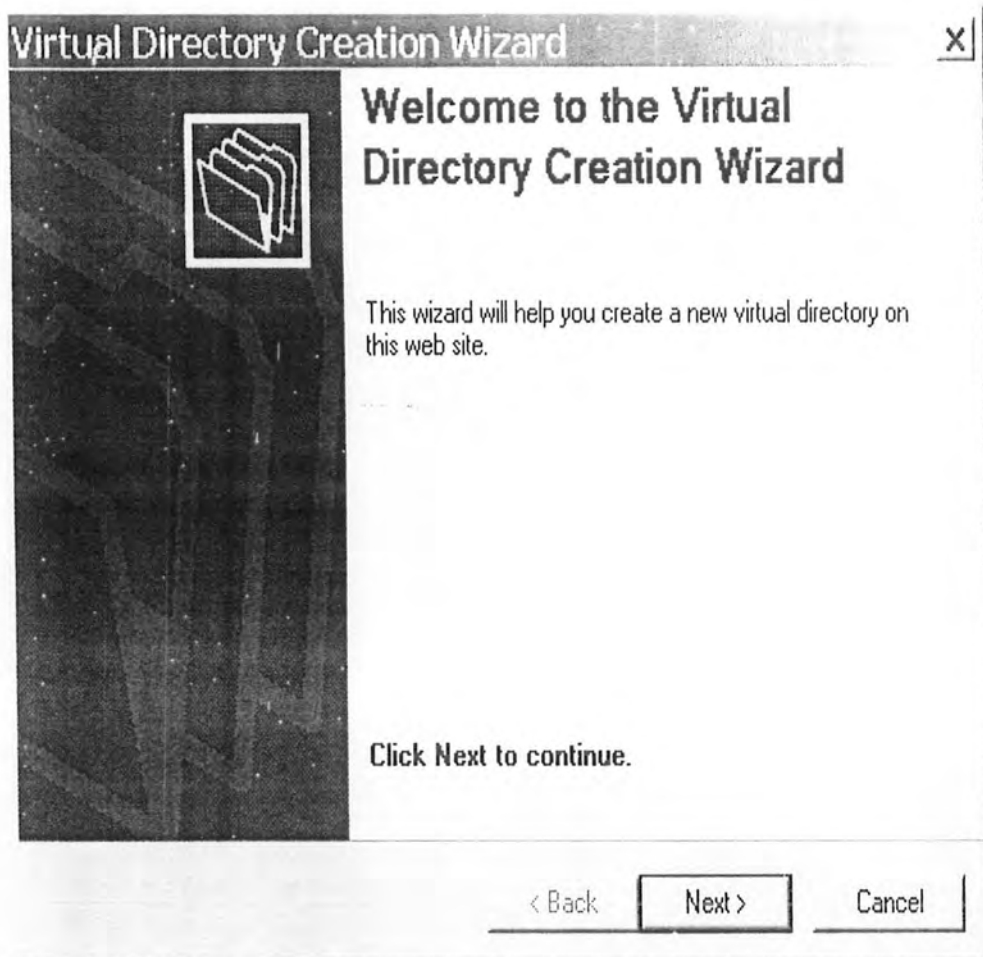 Virtual Directory Creation Wizard
X
Welcome to the Virtual
Directory Creation Wizard
This wizard will help you create a new virtual directory on
this web site.
Click Next to continue.
< Back
Next >
Cancel